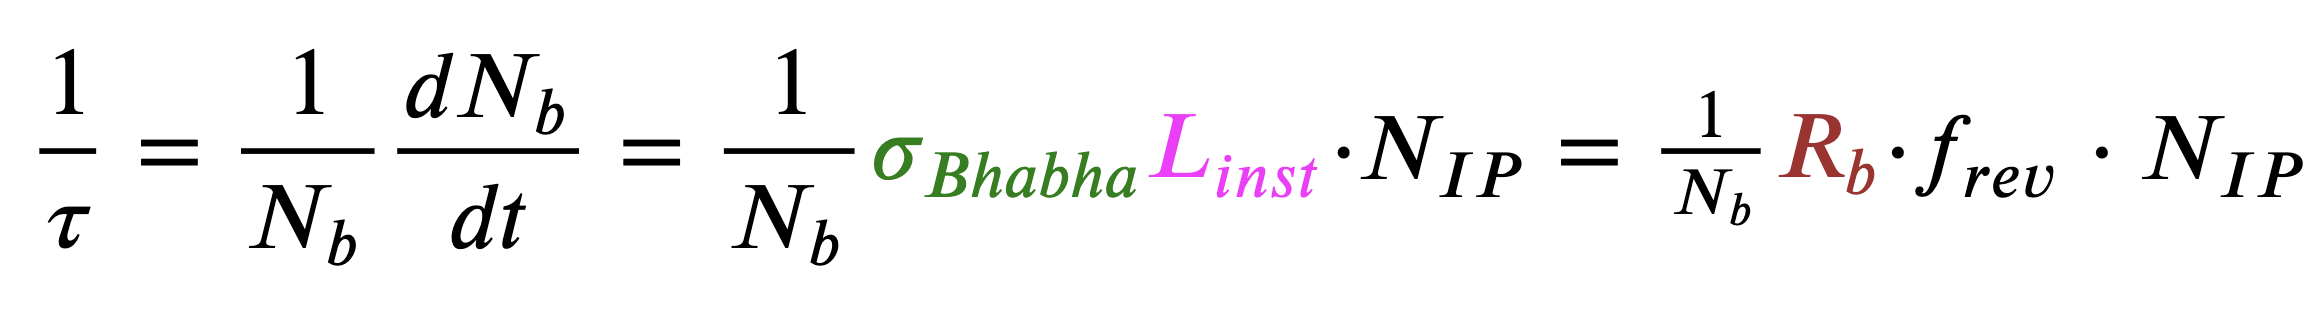 1/τ = 1/N_b dN_b/dt = 1/N_b σ_Bhabha L_inst · N_IP = 1/N_b R_b · f_rev · N_IP